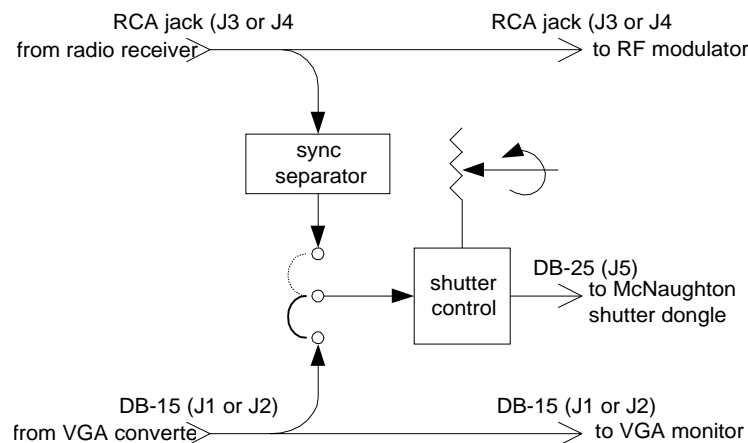 RCA jack (J3 or J4
from radio receiver
RCA jack (J3 or J4
to RF modulator
sync
separator
shutter
control
DB-25 (J5)
to McNaughton
shutter dongle
DB-15 (J1 or J2)
from VGA converte
DB-15 (J1 or J2)
to VGA monitor